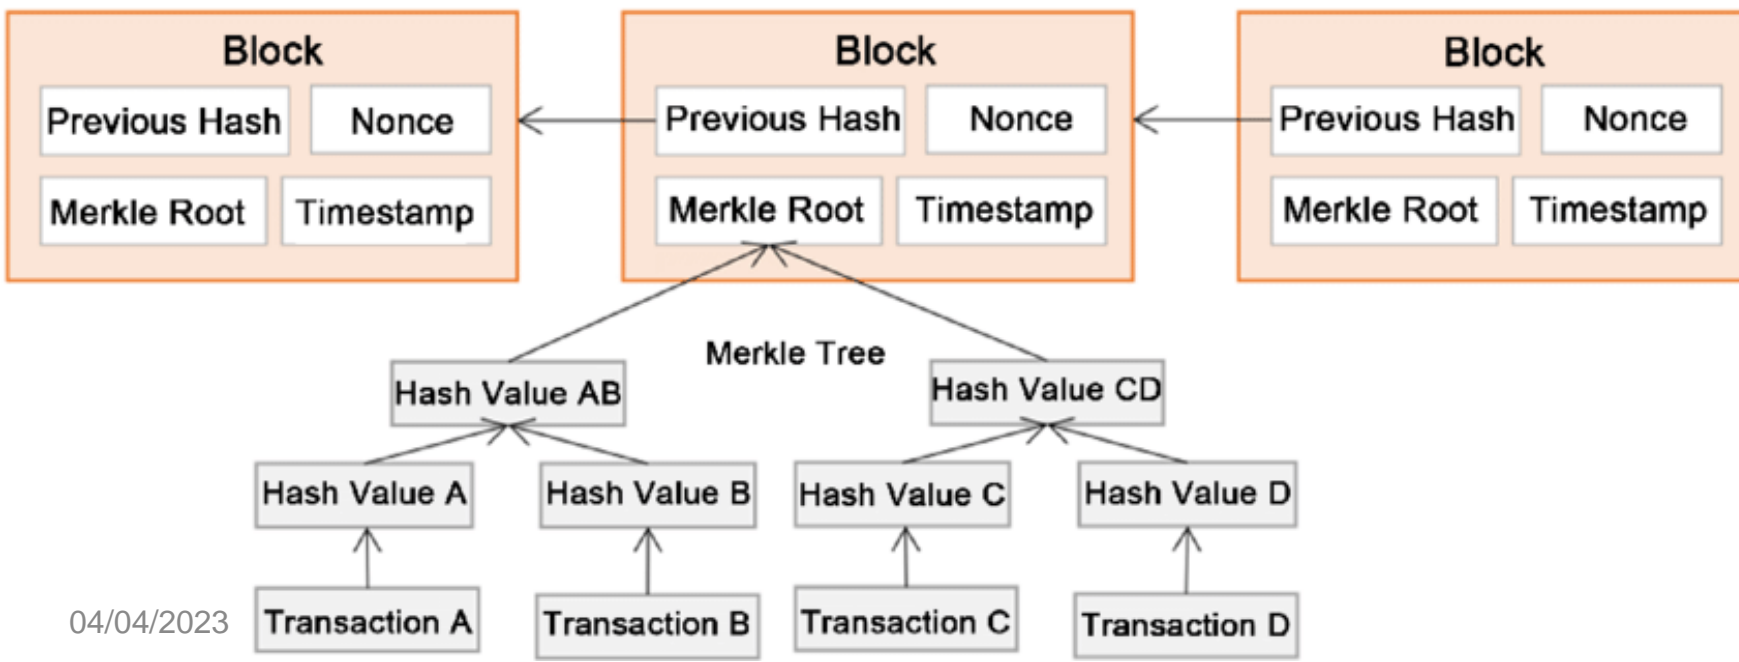 Block
Block
Block
Previous Hash
Nonce
Previous Hash
Nonce
Previous Hash
Nonce
Merkle Root
Timestamp
Merkle Root
Timestamp
Merkle Root
Timestamp
Merkle Tree
Hash Value AB
Hash Value CD
Hash Value A
Hash Value B
Hash Value C
Hash Value D
04/04/2023
Transaction A
Transaction B
Transaction C
Transaction D